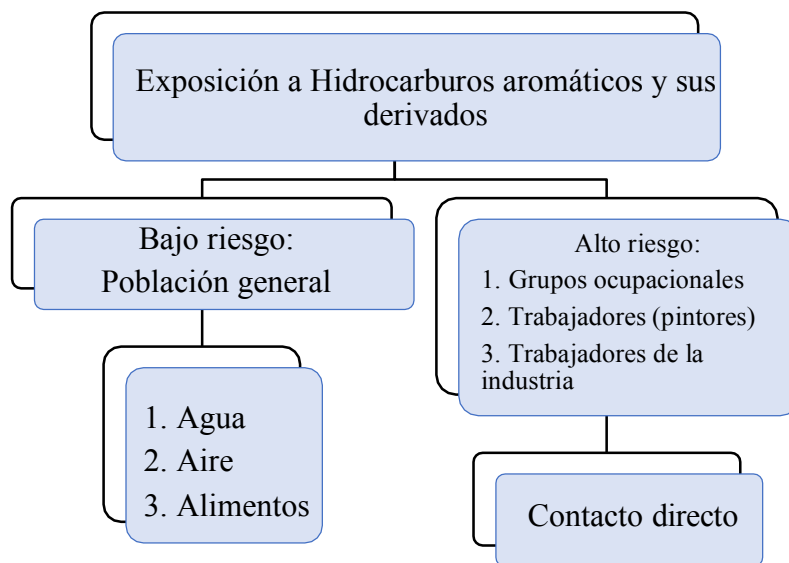 Exposición a Hidrocarburos aromáticos y sus
derivados
Bajo riesgo:
Población general
1. Agua
2. Aire
3. Alimentos
Alto riesgo:
1. Grupos ocupacionales
2. Trabajadores (pintores)
3. Trabajadores de la
industria
Contacto directo